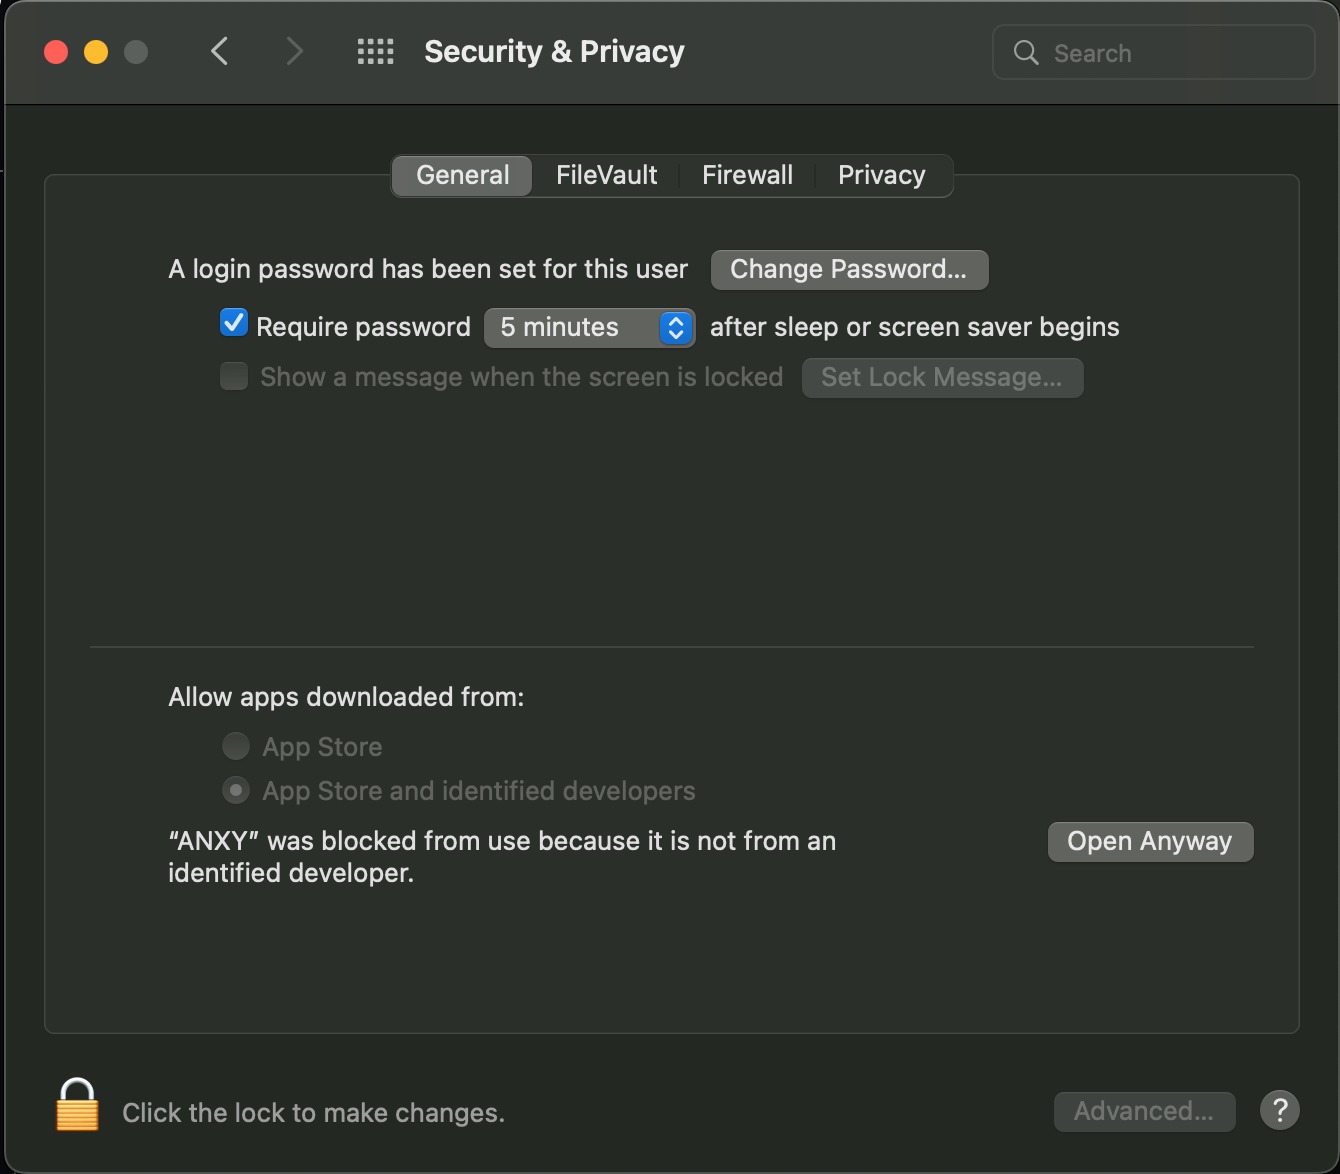 Security & Privacy
Search
General FileVault Firewall Privacy
A login password has been set for this user Change Password...
Require password 5 minutes after sleep or screen saver begins
Show a message when the screen is locked Set Lock Message...
Allow apps downloaded from:
App Store
App Store and identified developers
“ANXY” was blocked from use because it is not from an
identified developer.
Open Anyway
Click the lock to make changes.
Advanced...
?